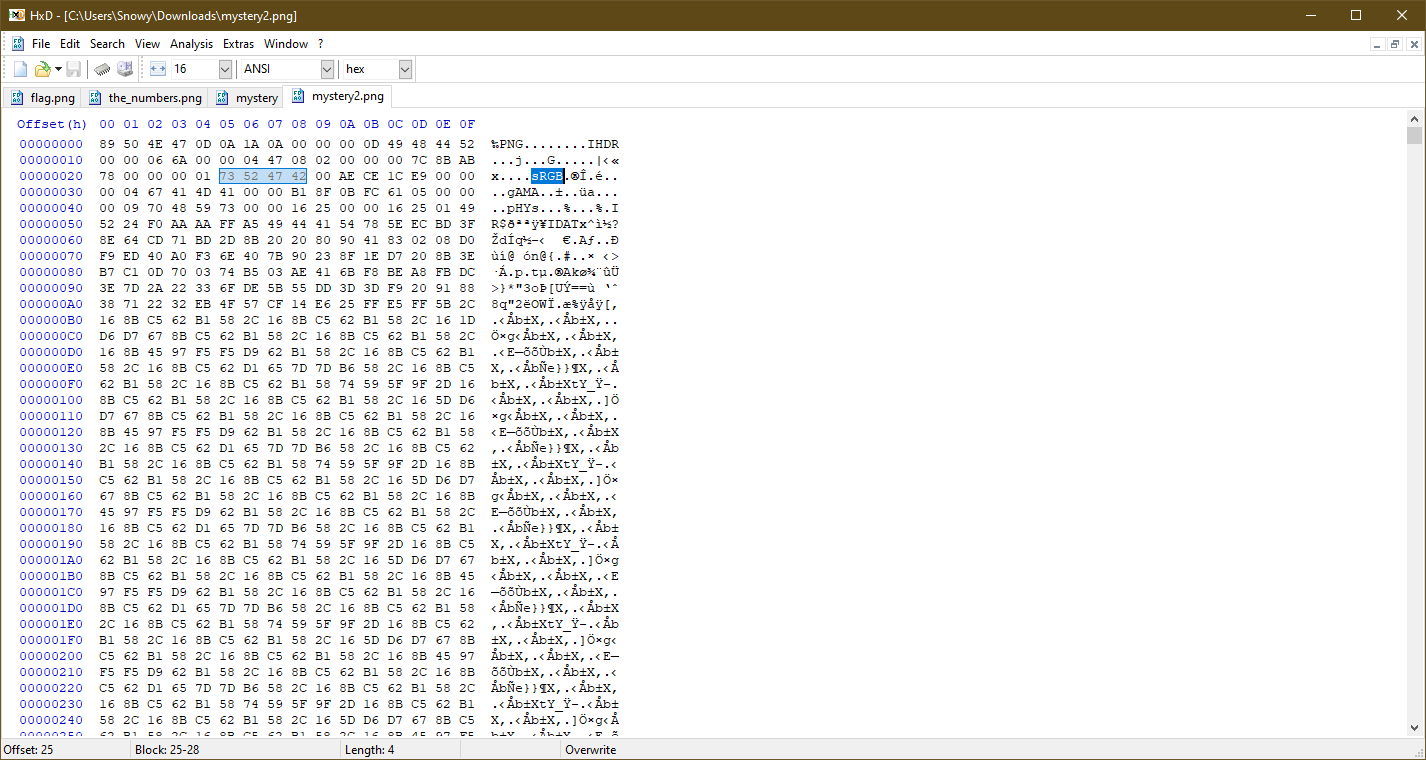 HxD - [C:\Users\Snowy\Downloads\mystery2.png]
File Edit Search View Analysis Extras Window ?
16 ANSI hex
flag.png the_numbers.png mystery mystery2.png
Offset(h) 00 01 02 03 04 05 06 07 08 09 0A 0B 0C 0D 0E 0F
00000000 89 50 4E 47 0D 0A 1A 0A 00 00 00 0D 49 48 44 52 ‰PNG........IHDR
00000010 00 00 06 6A 00 00 04 47 08 02 00 00 00 7C 8B AB ...j...G.....|‹«
00000020 78 00 00 00 01 73 52 47 42 00 AE CE 1C E9 00 00 x....sRGB.®Î.é..
00000030 00 04 67 41 4D 41 00 00 B1 8F 0B FC 61 05 00 00 ..gAMA..±..üa...
00000040 00 09 70 48 59 73 00 00 16 25 00 00 16 25 01 49 ..pHYs...%...%.I
00000050 52 24 F0 AA AA FF A5 49 44 41 54 78 5E EC BD 3F R$ðªªÿ¥IDATx^ì½?
00000060 8E 64 CD 71 BD 2D 8B 20 20 80 90 41 83 02 08 D0 ŽdÍq½-‹  €.Aƒ..Ð
00000070 F9 ED 40 A0 F3 6E 40 7B 90 23 8F 1E D7 20 8B 3E ùí@ ón@{.#..× ‹>
00000080 B7 C1 0D 70 03 74 B5 03 AE 41 6B F8 BE A8 FB DC ·Á.p.tµ.®Akø¾¨ûÜ
00000090 3E 7D 2A 22 33 6F DE 5B 55 DD 3D 3D F9 20 91 88 >}*"3oÞ[UÝ==ù ‘ˆ
000000A0 38 71 22 32 EB 4F 57 CF 14 E6 25 FF E5 FF 5B 2C 8q"2ëOWÏ.æ%ÿåÿ[,
000000B0 16 8B C5 62 B1 58 2C 16 8B C5 62 B1 58 2C 16 1D .‹Åb±X,.‹Åb±X,..
000000C0 D6 D7 67 8B C5 62 B1 58 2C 16 8B C5 62 B1 58 2C Ö×g‹Åb±X,.‹Åb±X,
000000D0 16 8B 45 97 F5 F5 D9 62 B1 58 2C 16 8B C5 62 B1 .‹E—õõÙb±X,.‹Åb±
000000E0 58 2C 16 8B C5 62 D1 65 7D 7D B6 58 2C 16 8B C5 X,.‹ÅbÑe}}¶X,.‹Å
000000F0 62 B1 58 2C 16 8B C5 62 B1 58 74 59 5F 9F 2D 16 b±X,.‹Åb±XtY_Ÿ-.
00000100 8B C5 62 B1 58 2C 16 8B C5 62 B1 58 2C 16 5D D6 ‹Åb±X,.‹Åb±X,.]Ö
00000110 D7 67 8B C5 62 B1 58 2C 16 8B C5 62 B1 58 2C 16 ×g‹Åb±X,.‹Åb±X,.
00000120 8B 45 97 F5 F5 D9 62 B1 58 2C 16 8B C5 62 B1 58 ‹E—õõÙb±X,.‹Åb±X
00000130 2C 16 8B C5 62 D1 65 7D 7D B6 58 2C 16 8B C5 62 ,.‹ÅbÑe}}¶X,.‹Åb
00000140 B1 58 2C 16 8B C5 62 B1 58 74 59 5F 9F 2D 16 8B ±X,.‹Åb±XtY_Ÿ-.‹
00000150 C5 62 B1 58 2C 16 8B C5 62 B1 58 2C 16 5D D6 D7 Åb±X,.‹Åb±X,.]Ö×
00000160 67 8B C5 62 B1 58 2C 16 8B C5 62 B1 58 2C 16 8B g‹Åb±X,.‹Åb±X,.‹
00000170 45 97 F5 F5 D9 62 B1 58 2C 16 8B C5 62 B1 58 2C E—õõÙb±X,.‹Åb±X,
00000180 16 8B C5 62 D1 65 7D 7D B6 58 2C 16 8B C5 62 B1 .‹ÅbÑe}}¶X,.‹Åb±
00000190 58 2C 16 8B C5 62 B1 58 74 59 5F 9F 2D 16 8B C5 X,.‹Åb±XtY_Ÿ-.‹Å
000001A0 62 B1 58 2C 16 8B C5 62 B1 58 2C 16 5D D6 D7 67 b±X,.‹Åb±X,.]Ö×g
000001B0 8B C5 62 B1 58 2C 16 8B C5 62 B1 58 2C 16 8B 45 ‹Åb±X,.‹Åb±X,.‹E
000001C0 97 F5 F5 D9 62 B1 58 2C 16 8B C5 62 B1 58 2C 16 —õõÙb±X,.‹Åb±X,.
000001D0 8B C5 62 D1 65 7D 7D B6 58 2C 16 8B C5 62 B1 58 ‹ÅbÑe}}¶X,.‹Åb±X
000001E0 2C 16 8B C5 62 B1 58 74 59 5F 9F 2D 16 8B C5 62 ,.‹Åb±XtY_Ÿ-.‹Åb
000001F0 B1 58 2C 16 8B C5 62 B1 58 2C 16 5D D6 D7 67 8B ±X,.‹Åb±X,.]Ö×g‹
00000200 C5 62 B1 58 2C 16 8B C5 62 B1 58 2C 16 8B 45 97 Åb±X,.‹Åb±X,.‹E—
00000210 F5 F5 D9 62 B1 58 2C 16 8B C5 62 B1 58 2C 16 8B õõÙb±X,.‹Åb±X,.‹
00000220 C5 62 D1 65 7D 7D B6 58 2C 16 8B C5 62 B1 58 2C ÅbÑe}}¶X,.‹Åb±X,
00000230 16 8B C5 62 B1 58 74 59 5F 9F 2D 16 8B C5 62 B1 .‹Åb±XtY_Ÿ-.‹Åb±
00000240 58 2C 16 8B C5 62 B1 58 2C 16 5D D6 D7 67 8B C5 X,.‹Åb±X,.]Ö×g‹Å
00000250 62 B1 58 2C 16 8B C5 62 B1 58 2C 16 8B 45 97 F5
Offset: 25 Block: 25-28 Length: 4 Overwrite